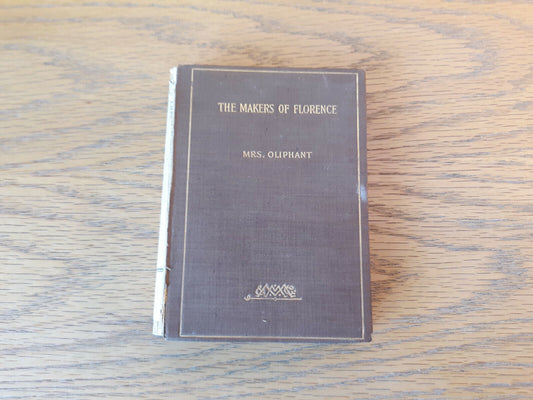 THE MAKERS OF FLORENCE
MRS. OLIPHANT